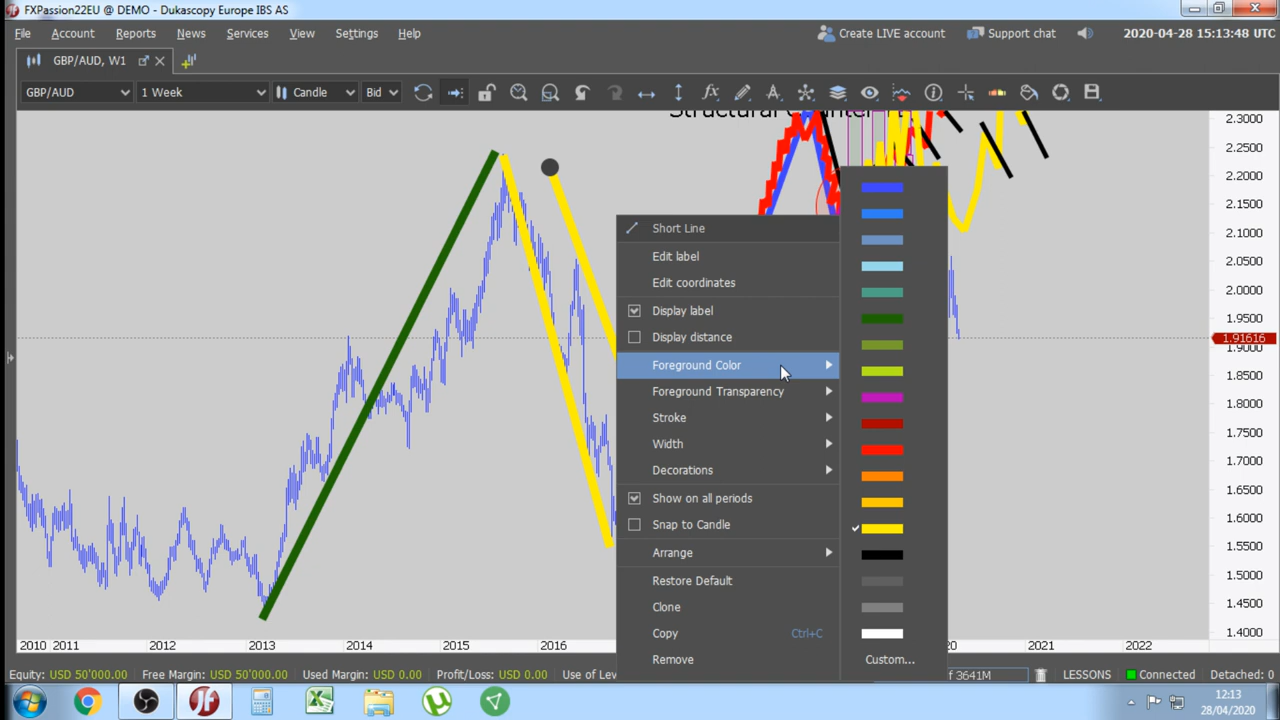 FXPassion22EU @ DEMO - Dukascopy Europe IBS AS
File Account Reports News Services View Settings Help
Create LIVE account Support chat 2020-04-28 15:13:48 UTC
GBP/AUD, W1
GBP/AUD 1 Week Candle Bid
2.3000
2.2500
2.2000
2.1500
2.1000
2.0500
2.0000
1.9500
1.91616
1.9000
1.8500
1.8000
1.7500
1.7000
1.6500
1.6000
1.5500
1.5000
1.4500
1.4000
Short Line
Edit label
Edit coordinates
Display label
Display distance
Foreground Color
Foreground Transparency
Stroke
Width
Decorations
Show on all periods
Snap to Candle
Arrange
Restore Default
Clone
Copy Ctrl+C
Remove
Custom...
2010 2011 2012 2013 2014 2015 2016 20 2021 2022
Equity: USD 50'000.00 Free Margin: USD 50'000.00 Used Margin: USD 0.00 Profit/Loss: USD 0.00 Use of Lev f 3641M LESSONS Connected Detached: 0
12:13
28/04/2020